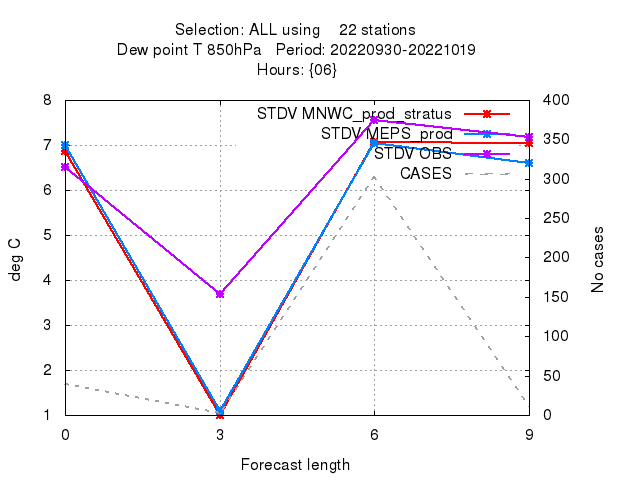 Selection: ALL using 22 stations
Dew point T 850hPa Period: 20220930-20221019
Hours: {06}
STDV MNWC_prod_stratus
STDV MEPS_prod
STDV OBS
CASES
deg C
8
7
6
5
4
3
2
1
400
350
300
250
200
150
100
50
0
No cases
0 3 6 9
Forecast length